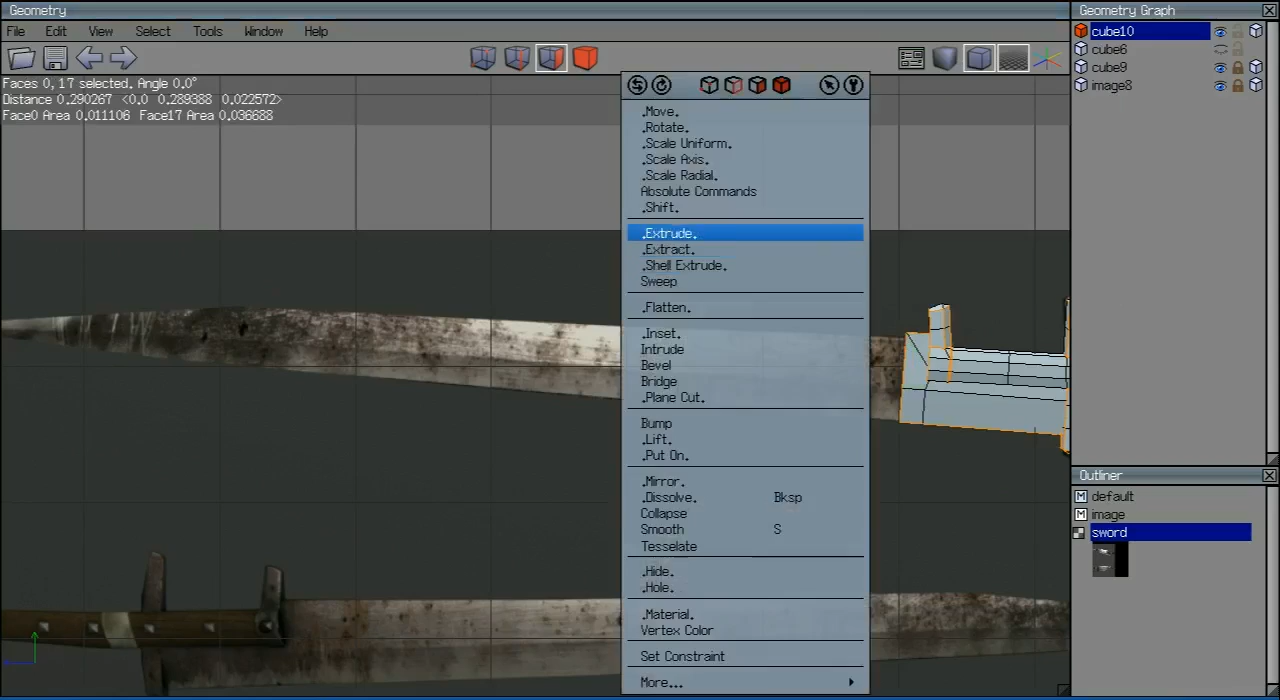 Geometry
File Edit View Select Tools Window Help
Faces 0, 17 selected. Angle 0.0°
Distance 0.290267 <0.0 0.289388 0.022572>
Face0 Area 0.011106 Face17 Area 0.036688
.Move.
.Rotate.
.Scale Uniform.
.Scale Axis.
.Scale Radial.
Absolute Commands
.Shift.
.Extrude.
.Extract.
.Shell Extrude.
Sweep
.Flatten.
.Inset.
Intrude
Bevel
Bridge
.Plane Cut.
Bump
.Lift.
.Put On.
.Mirror.
.Dissolve. Bksp
Collapse
Smooth S
Tesselate
.Hide.
.Hole.
.Material.
Vertex Color
Set Constraint
More...
Geometry Graph
cube10
cube6
cube9
image8
Outliner
M default
M image
sword